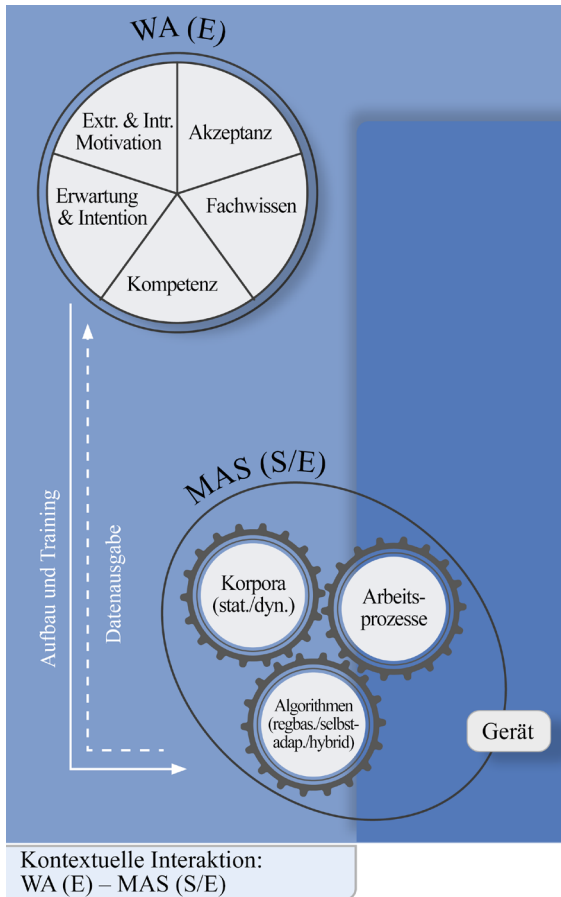 WA (E)
Extr. & Intr.
Motivation
Akzeptanz
Erwartung
& Intention
Fachwissen
Kompetenz
Aufbau und Training
Datenausgabe
MAS (S/E)
Korpora
(stat./dyn.)
Arbeits-
prozesse
Algorithmen
(regbas./selbst-
adap./hybrid)
Gerät
Kontextuelle Interaktion:
WA (E) – MAS (S/E)